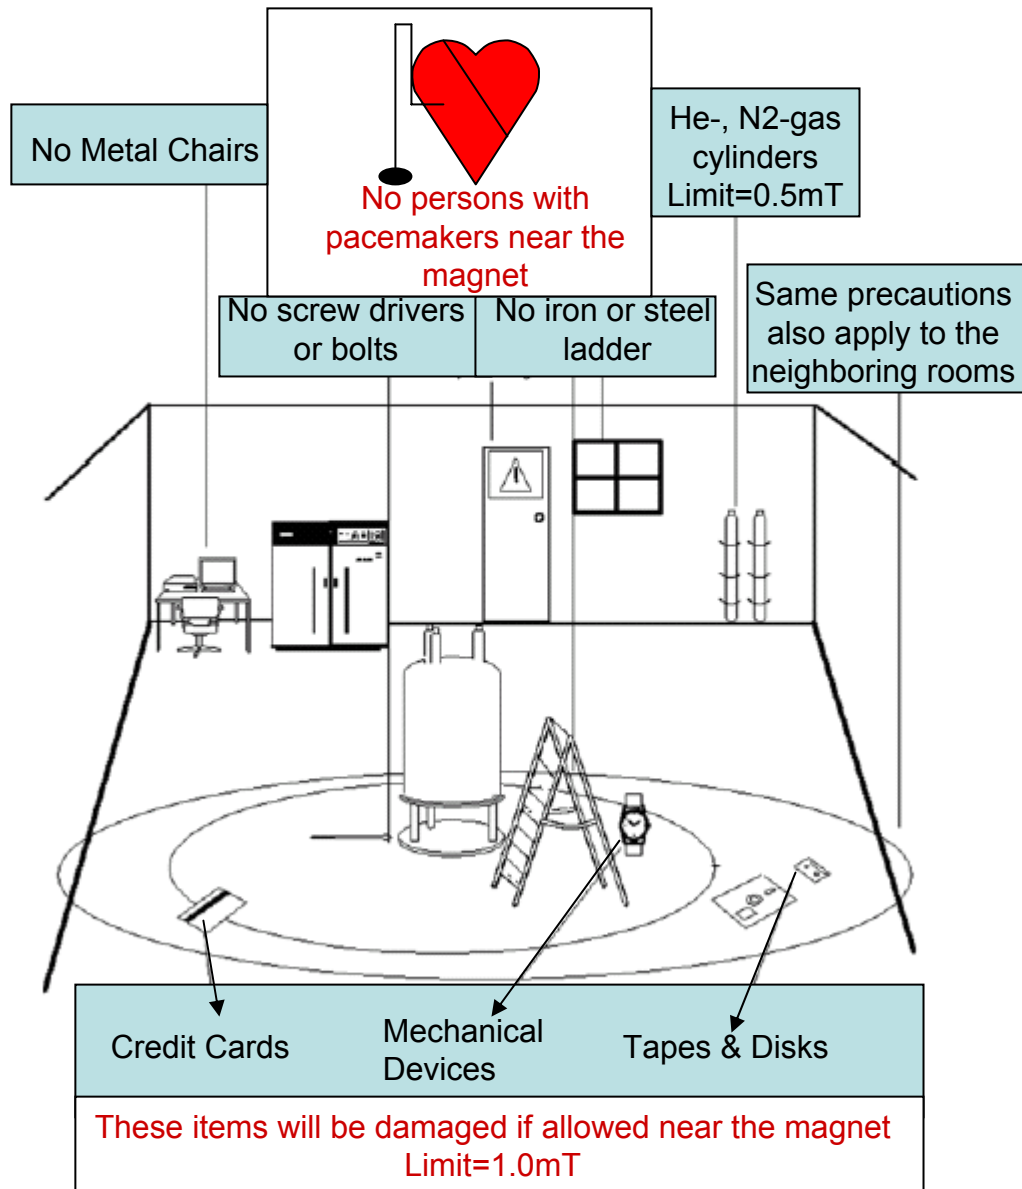 No Metal Chairs
No persons with
pacemakers near the
magnet
He-, N2-gas
cylinders
Limit=0.5mT
No screw drivers
or bolts
No iron or steel
ladder
Same precautions
also apply to the
neighboring rooms
Credit Cards
Mechanical
Devices
Tapes & Disks
These items will be damaged if allowed near the magnet
Limit=1.0mT